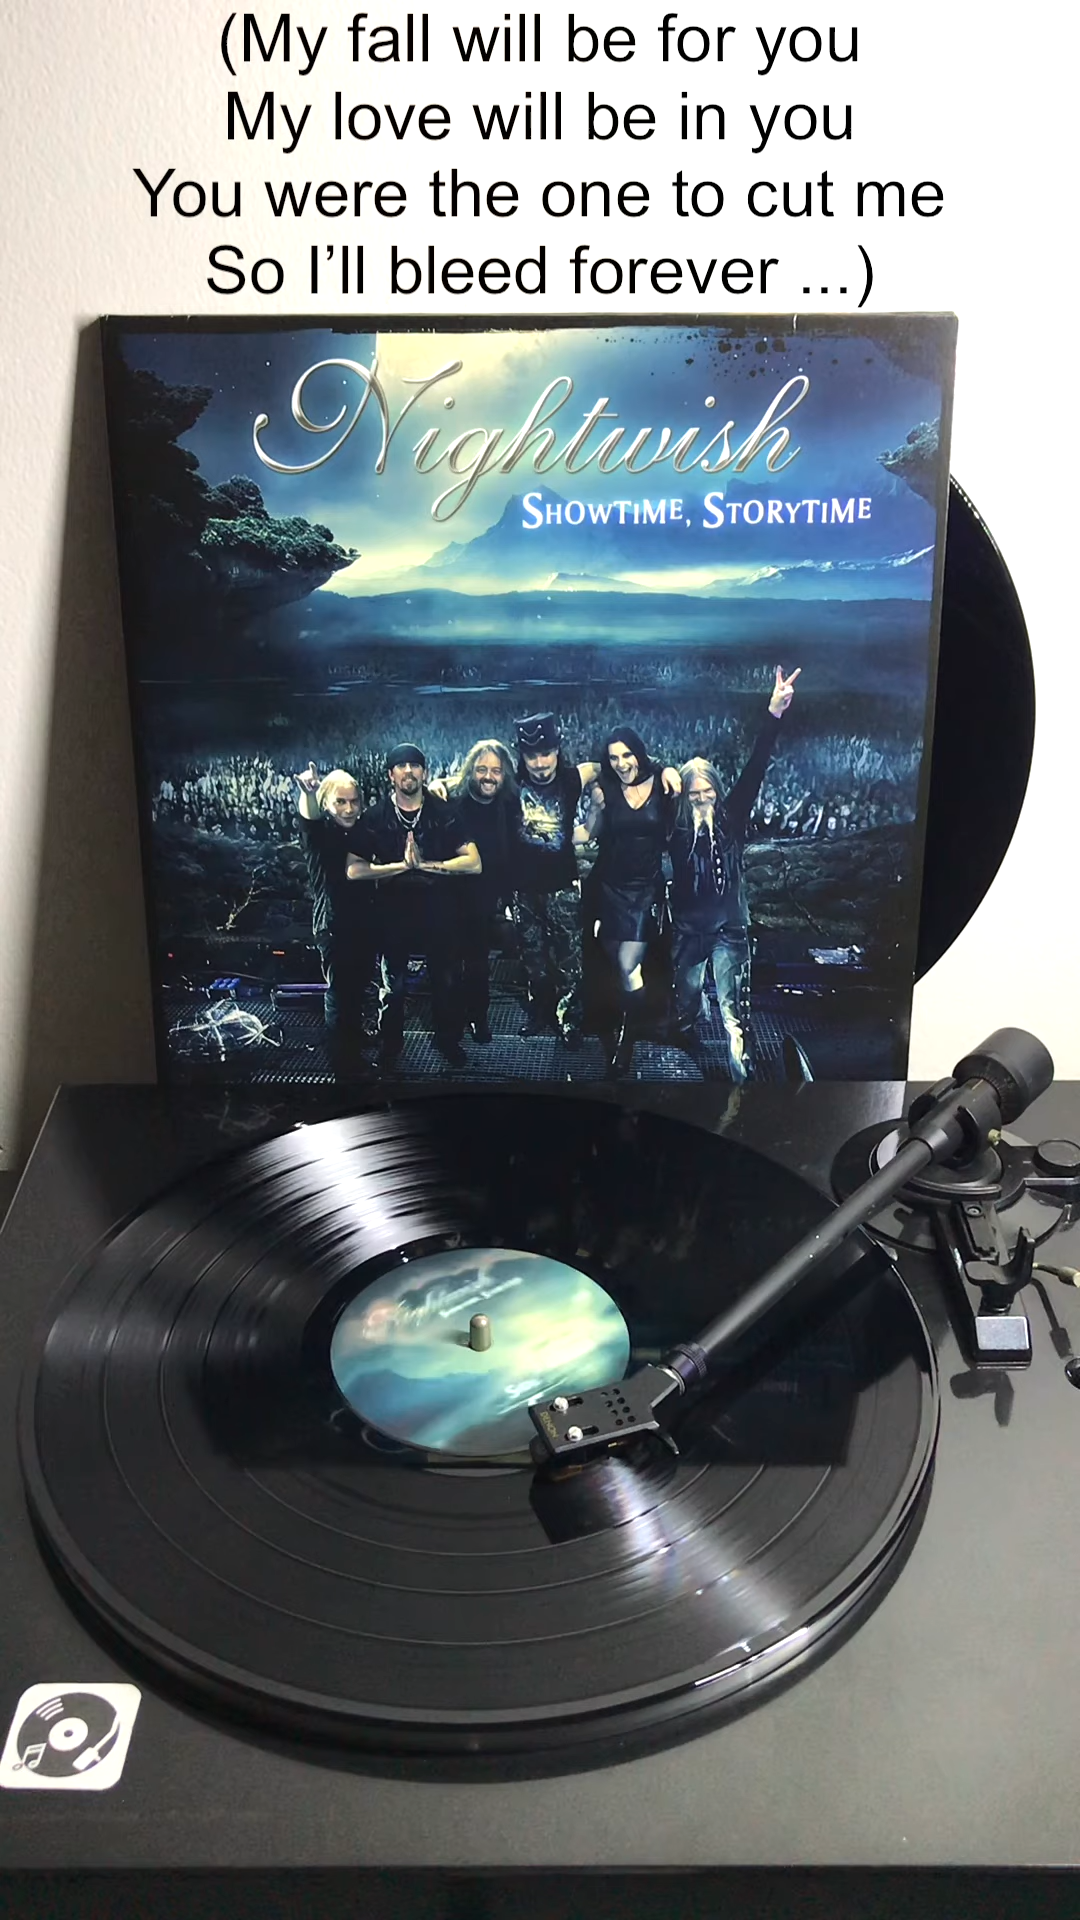 (My fall will be for you
My love will be in you
You were the one to cut me
So I’ll bleed forever ...)
Nightwish
SHOWTIME, STORYTIME
DENON